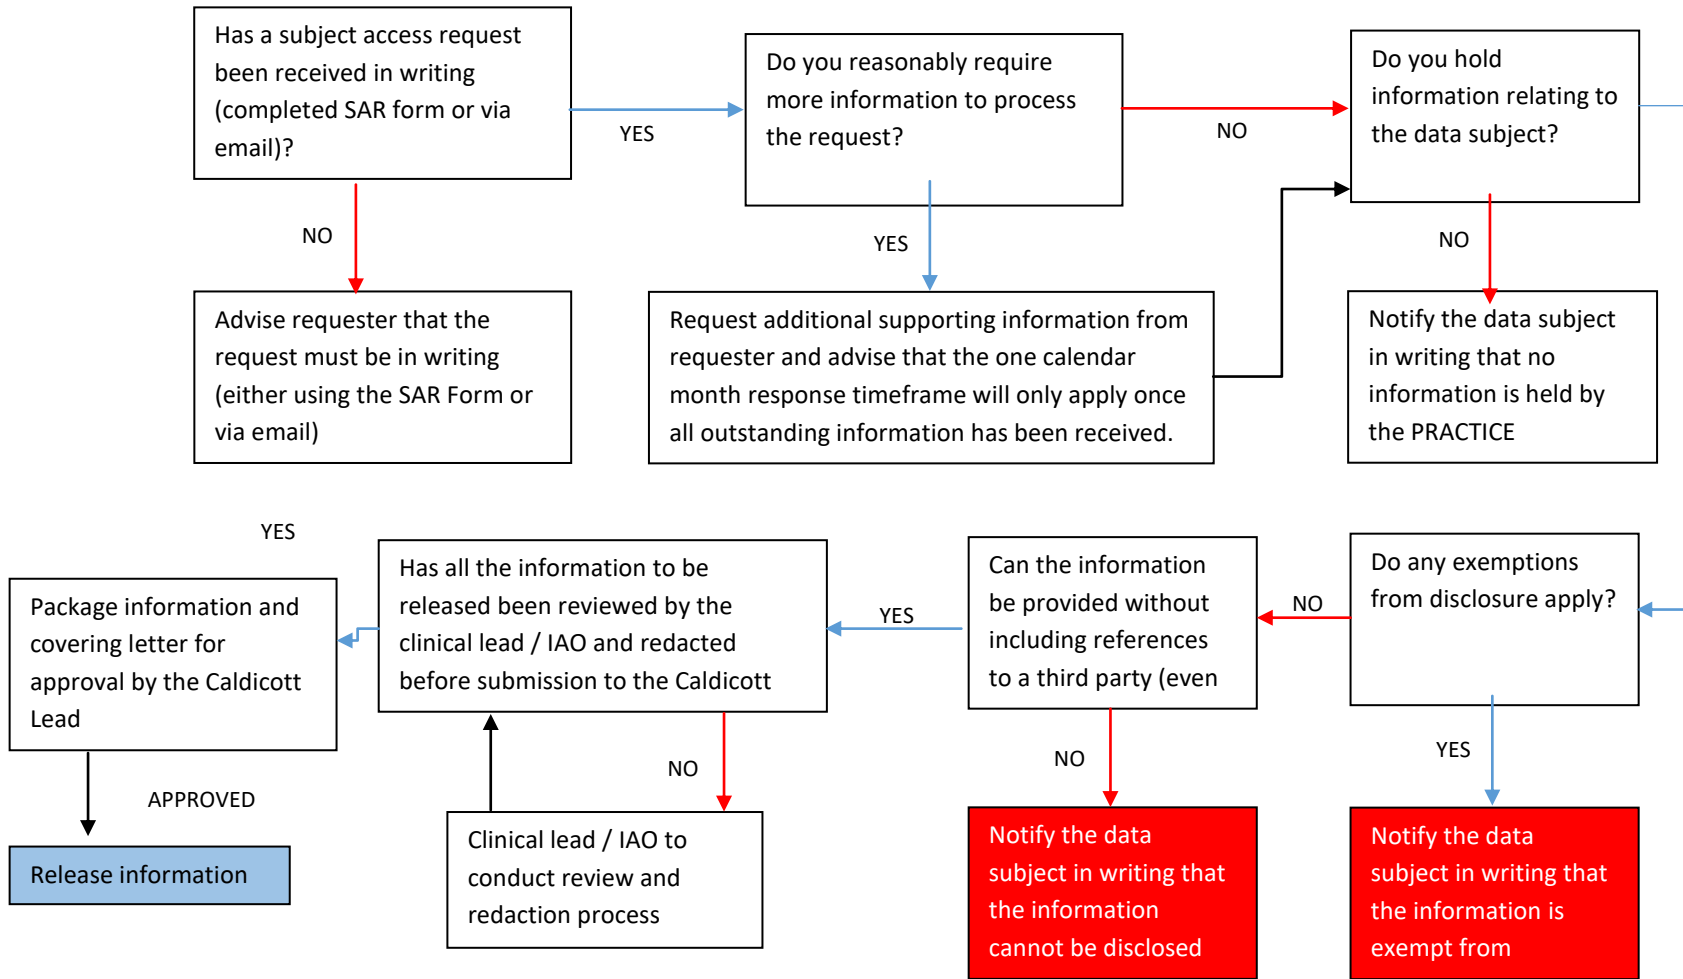 Has a subject access request
been received in writing
(completed SAR form or via
email)?
YES
Do you reasonably require
more information to process
the request?
NO
Do you hold
information relating to
the data subject?
NO
YES
NO
Advise requester that the
request must be in writing
(either using the SAR Form or
via email)
Request additional supporting information from
requester and advise that the one calendar
month response timeframe will only apply once
all outstanding information has been received.
Notify the data subject
in writing that no
information is held by
the PRACTICE
YES
Package information and
covering letter for
approval by the Caldicott
Lead
Has all the information to be
released been reviewed by the
clinical lead / IAO and redacted
before submission to the Caldicott
YES
Can the information
be provided without
including references
to a third party (even
NO
Do any exemptions
from disclosure apply?
APPROVED
NO
NO
YES
Release information
Clinical lead / IAO to
conduct review and
redaction process
Notify the data
subject in writing that
the information
cannot be disclosed
Notify the data
subject in writing that
the information is
exempt from